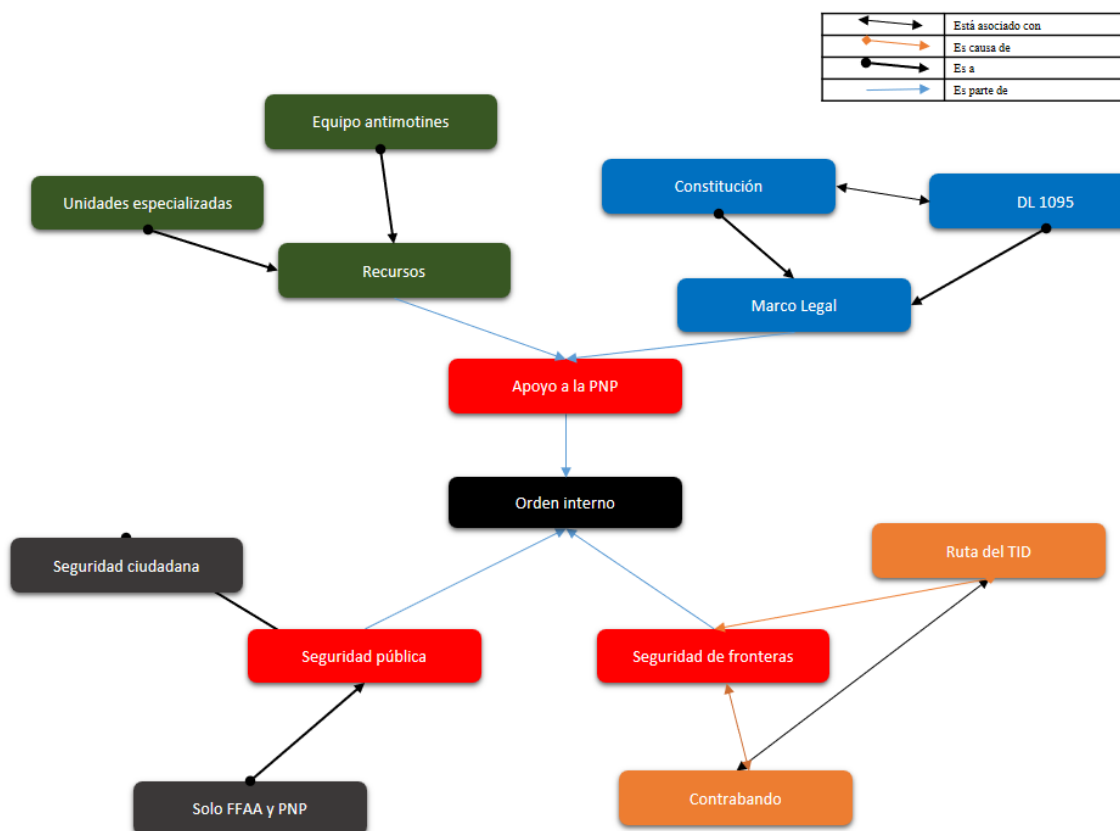 Está asociado con
Es causa de
Es a
Es parte de
Equipo antimotines
Unidades especializadas
Constitución
DL 1095
Recursos
Marco Legal
Apoyo a la PNP
Orden interno
Seguridad ciudadana
Ruta del TID
Seguridad pública
Seguridad de fronteras
Solo FFAA y PNP
Contrabando